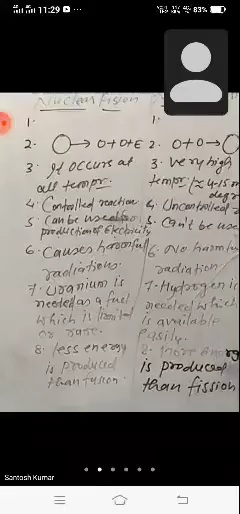 11:29
4G 83%
Nuclear Fission
1.
2. O → O+O+E
3. It occurs at
all tempr.
4. Controlled reaction
5. Can be used for
production of Electricity
6. Causes harmful
radiations.
7. Uranium is
needed as a fuel
which is limited
or rare.
8. less energy
is produced
than fusion.
1.
2. O+O→
3. Very high
tempr
4. Uncontrolled
5. Can't be use
6. No harmful
radiation
7. Hydrogen is
needed which
is available
Easily.
8. more energy
is produced
than fission
Santosh Kumar